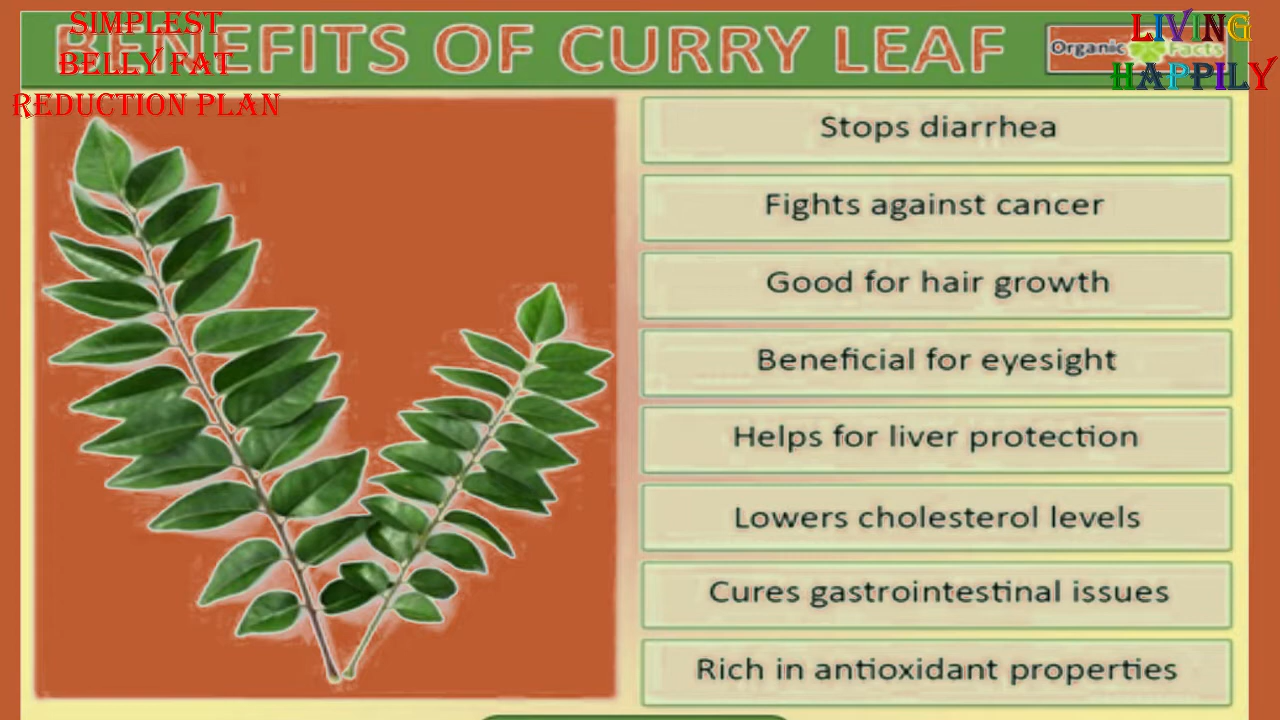 BENEFITS OF CURRY LEAF
SIMPLEST
BELLY FAT
REDUCTION PLAN
Organic Facts
LIVING
HAPPILY
Stops diarrhea
Fights against cancer
Good for hair growth
Beneficial for eyesight
Helps for liver protection
Lowers cholesterol levels
Cures gastrointestinal issues
Rich in antioxidant properties